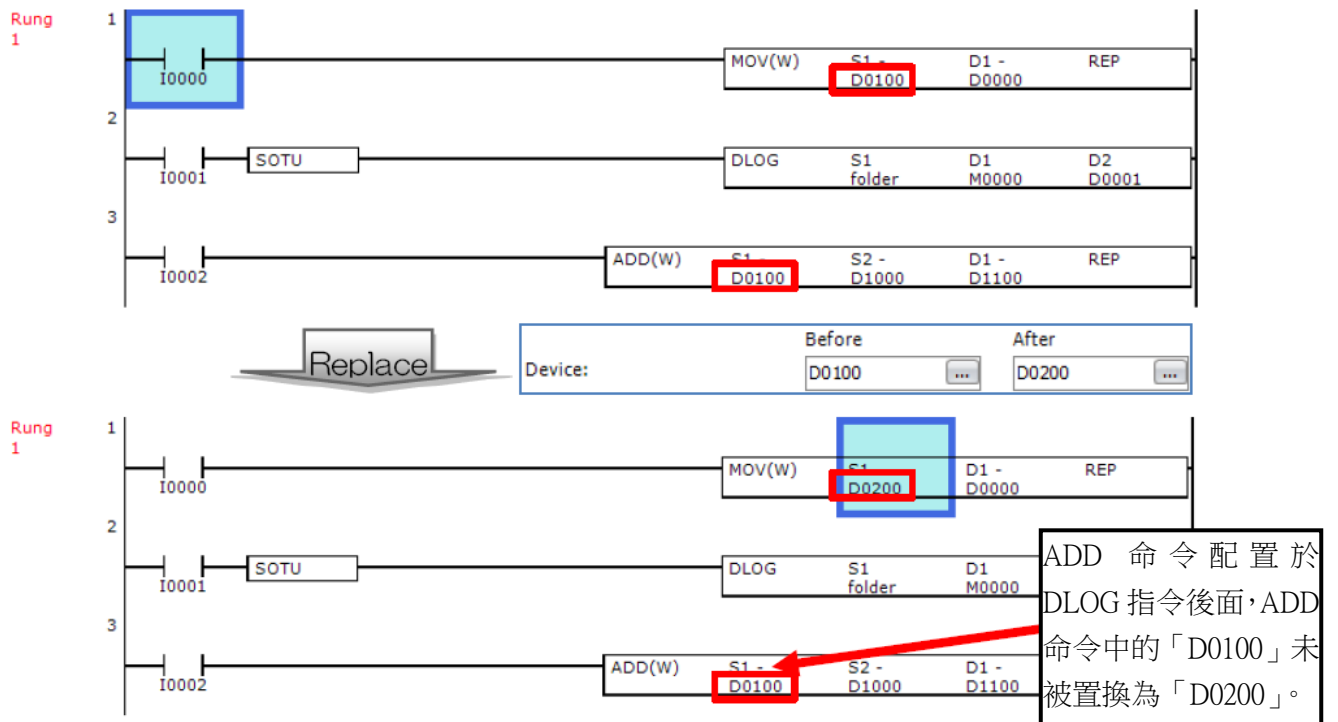 Rung 1
1
MOV(W) S1 - D1 - REP
I0000 D0100 D0000
2
SOTU DLOG S1 D1 D2
I0001 folder M0000 D0001
3
ADD(W) S1 - S2 - D1 - REP
I0002 D0100 D1000 D1100
Before After
Replace Device: D0100 ... D0200 ...
Rung 1
1
MOV(W) S1 - D1 - REP
I0000 D0200 D0000
2
SOTU DLOG S1 D1
I0001 folder M0000
3
ADD(W) S1 - S2 - D1 -
I0002 D0100 D1000 D1100
ADD 命令配置於
DLOG 指令後面,ADD
命令中的「D0100」未
被置換為「D0200」。